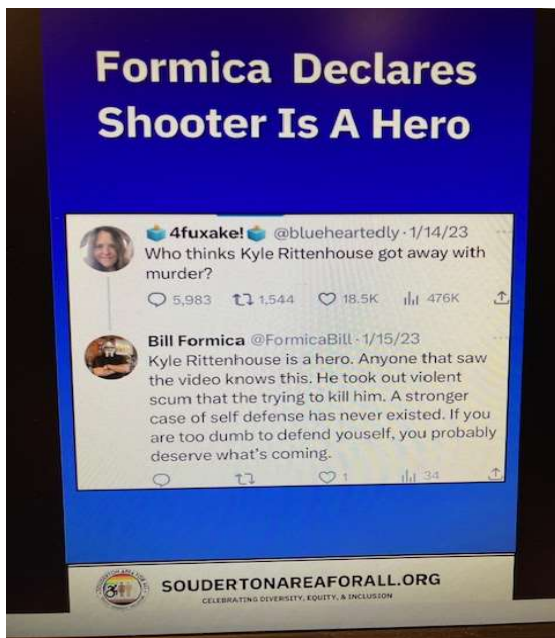 Formica Declares
Shooter Is A Hero
4fuxake! @blueheartedly · 1/14/23
Who thinks Kyle Rittenhouse got away with
murder?
5,983 1,544 18.5K 476K
Bill Formica @FormicaBill · 1/15/23
Kyle Rittenhouse is a hero. Anyone that saw
the video knows this. He took out violent
scum that the trying to kill him. A stronger
case of self defense has never existed. If you
are too dumb to defend youself, you probably
deserve what's coming.
1 34
SOUDERTONAREAFORALL.ORG
CELEBRATING DIVERSITY, EQUITY, & INCLUSION